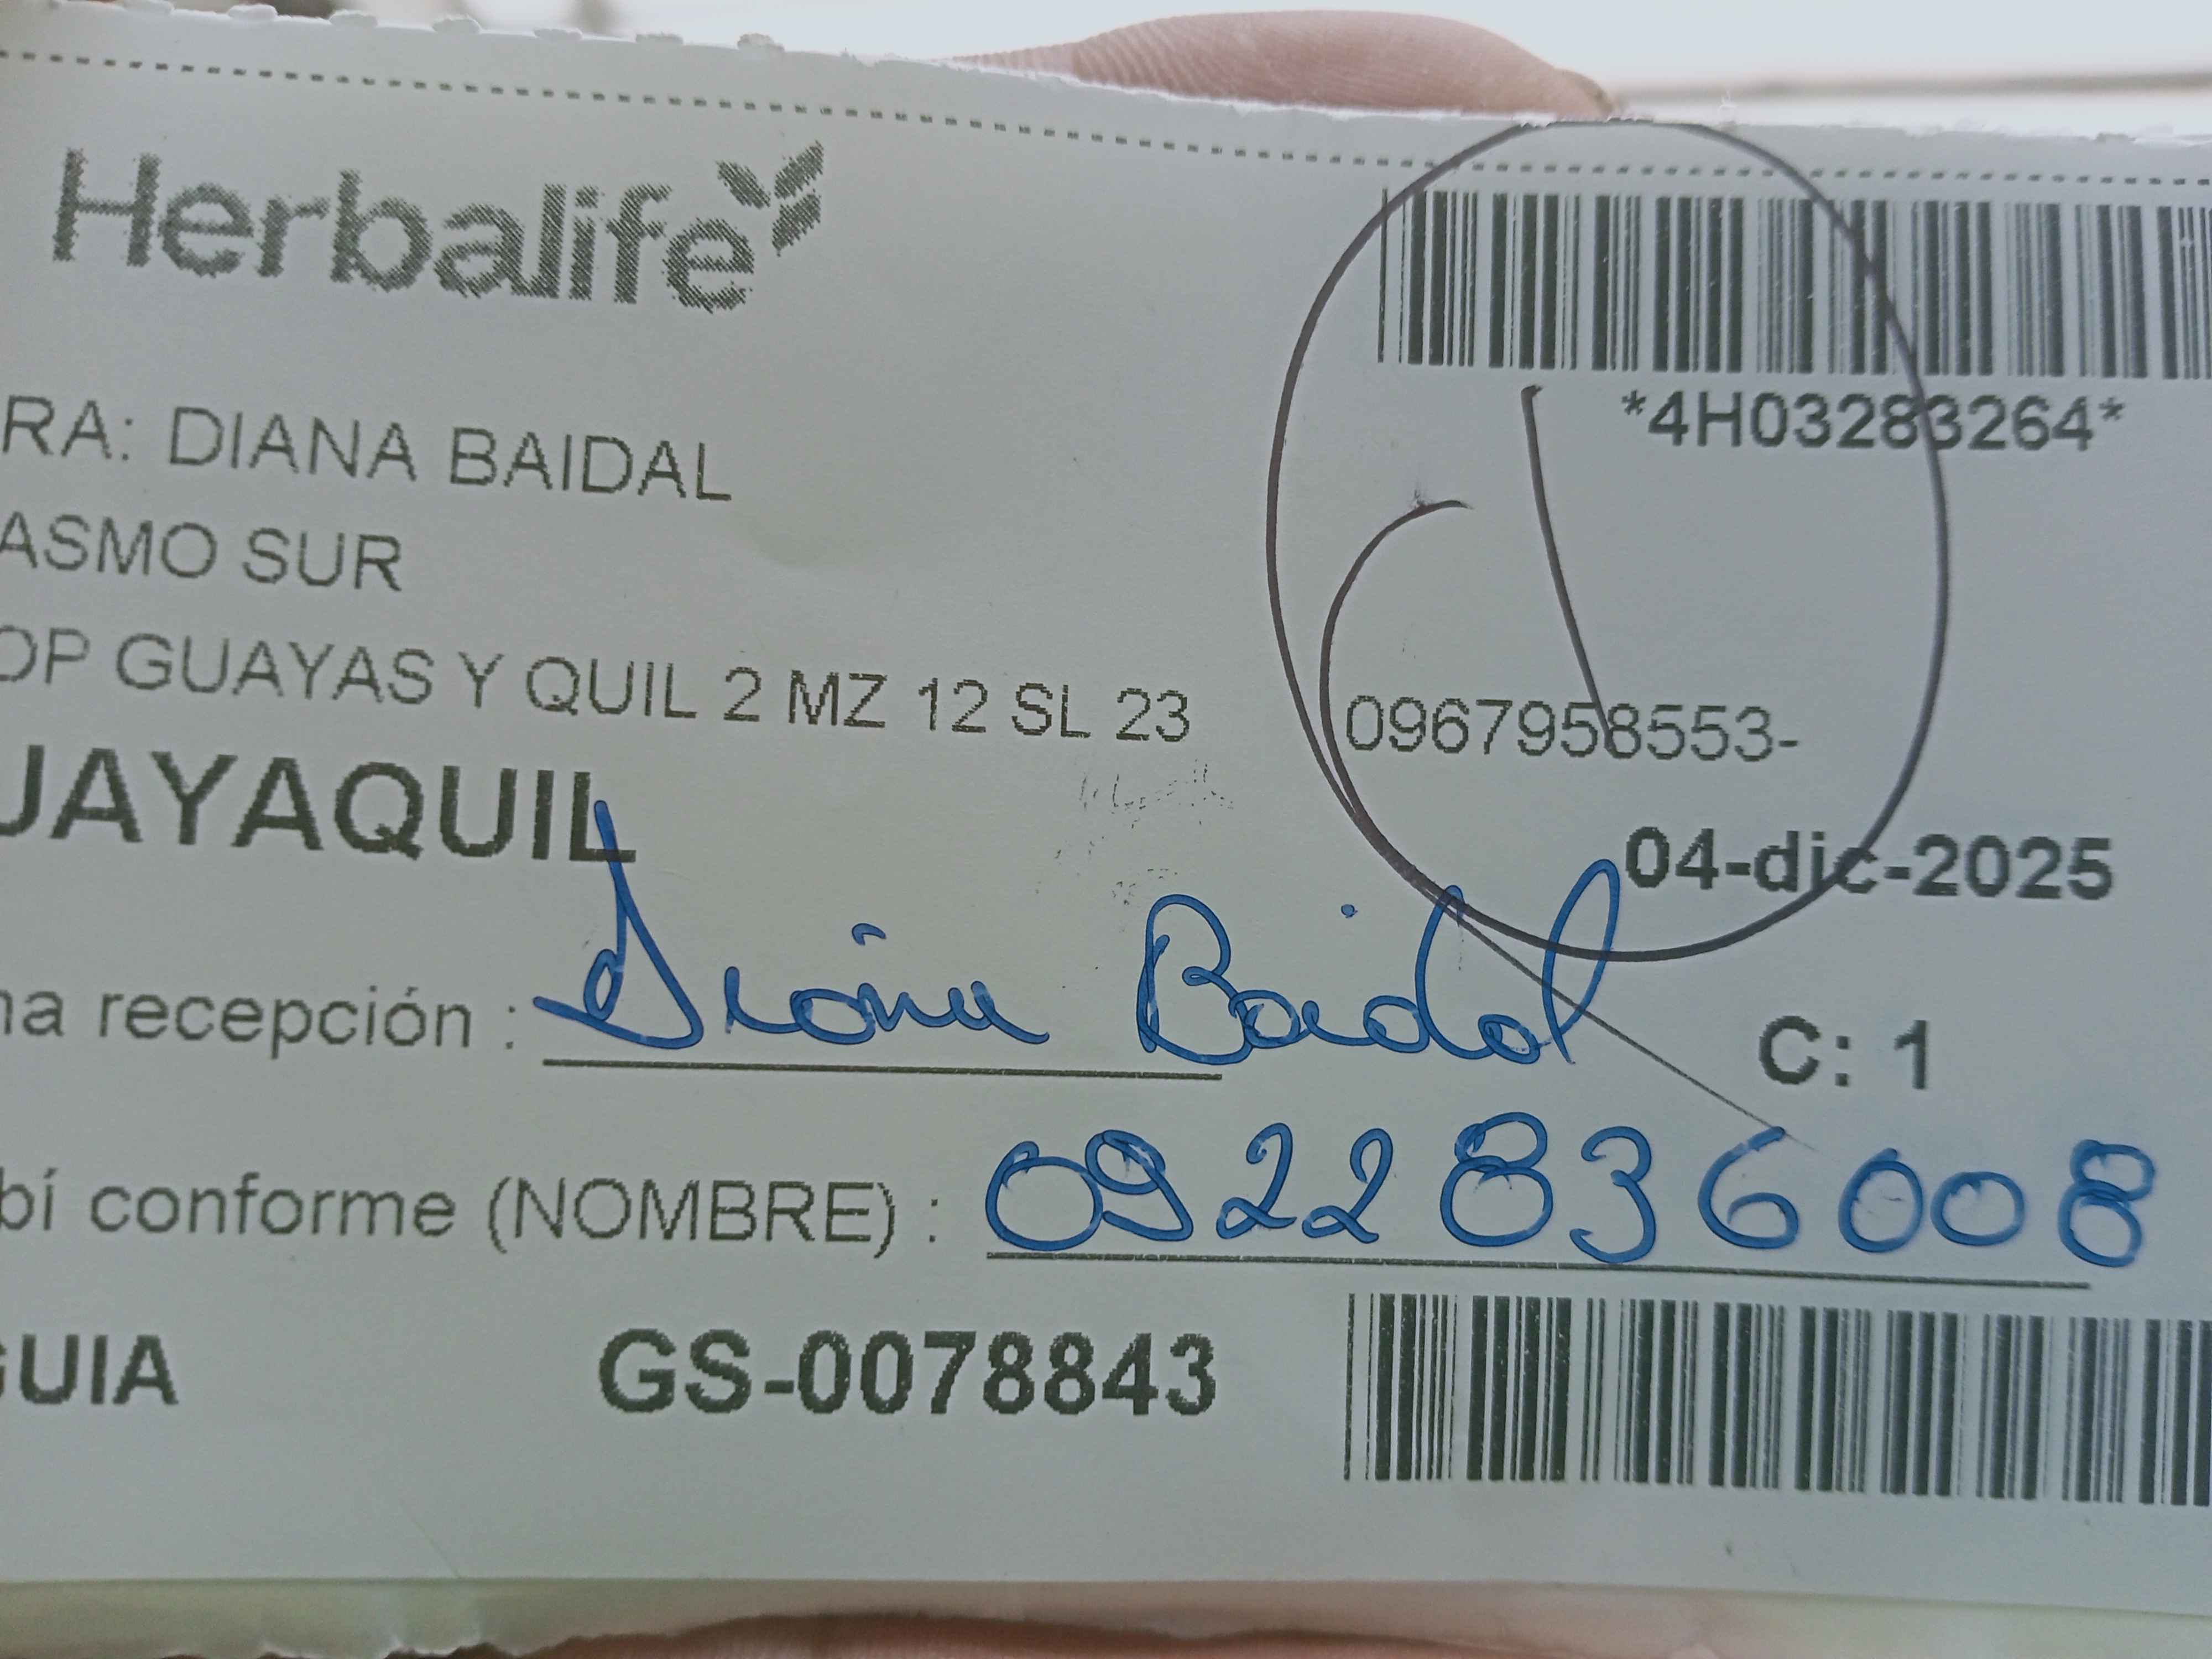 Herbalife
*4H03283264*
RA: DIANA BAIDAL
ASMO SUR
OP GUAYAS Y QUIL 2 MZ 12 SL 23
0967958553-
UAYAQUIL
04-dic-2025
na recepción : Diana Baidal
C: 1
bí conforme (NOMBRE) : 0922836008
GUIA GS-0078843